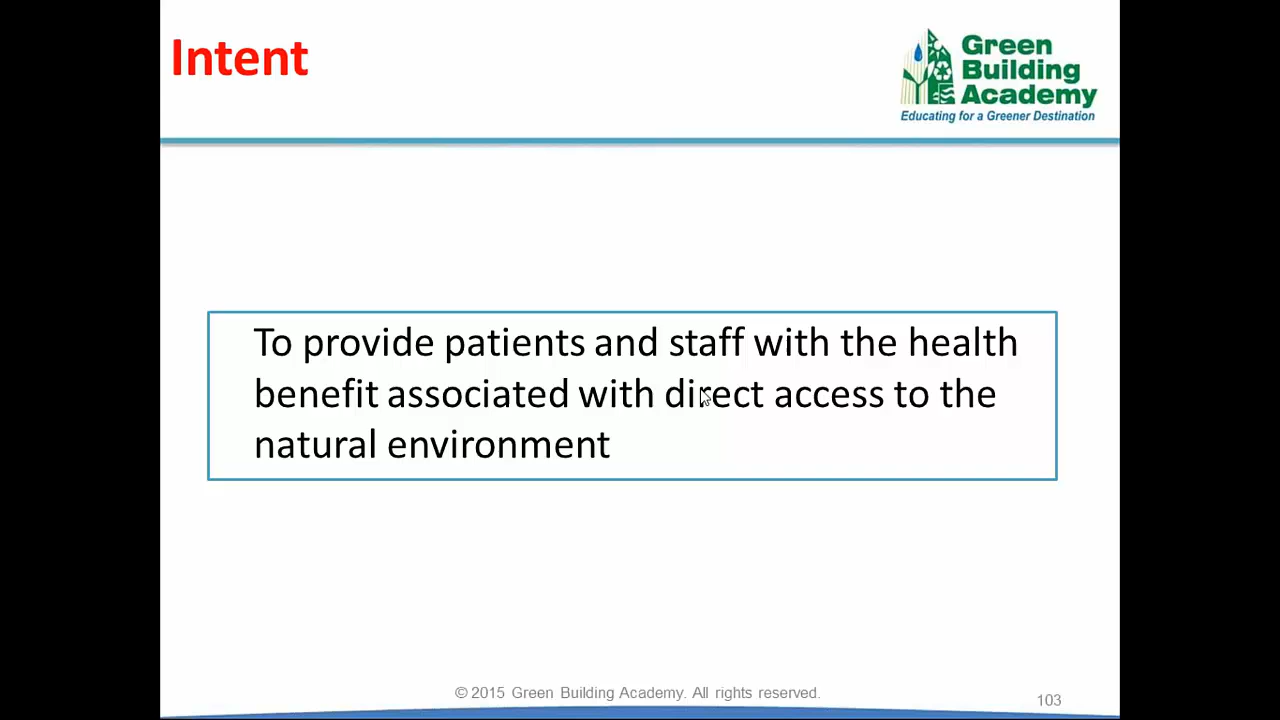 Intent
Green
Building
Academy
Educating for a Greener Destination
To provide patients and staff with the health
benefit associated with direct access to the
natural environment
© 2015 Green Building Academy. All rights reserved.
103